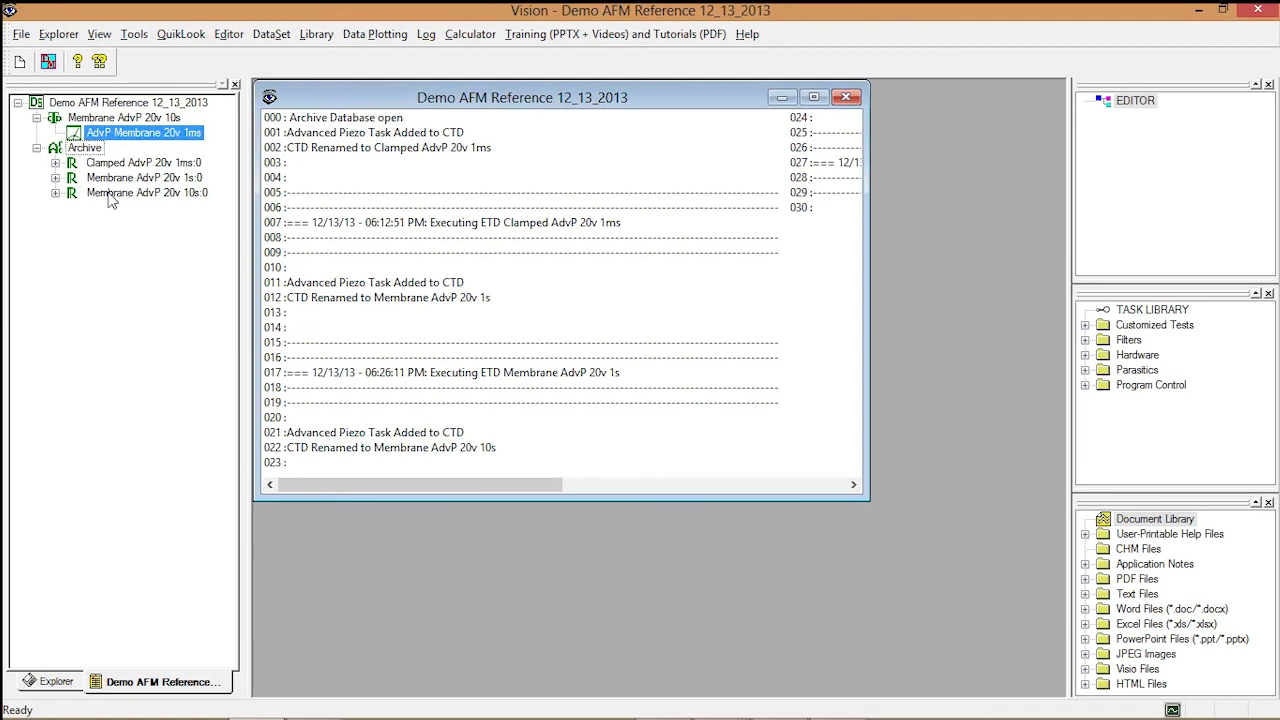 Vision - Demo AFM Reference 12_13_2013
File Explorer View Tools QuikLook Editor DataSet Library Data Plotting Log Calculator Training (PPTX + Videos) and Tutorials (PDF) Help
Demo AFM Reference 12_13_2013
Membrane AdvP 20v 10s
AdvP Membrane 20v 1ms
Archive
Clamped AdvP 20v 1ms:0
Membrane AdvP 20v 1s:0
Membrane AdvP 20v 10s:0
Explorer
Demo AFM Reference...
Demo AFM Reference 12_13_2013
000 : Archive Database open
001 :Advanced Piezo Task Added to CTD
002 :CTD Renamed to Clamped AdvP 20v 1ms
003 :
004 :
005 :------------------------------------------------------------------
006 :------------------------------------------------------------------
007 :=== 12/13/13 - 06:12:51 PM: Executing ETD Clamped AdvP 20v 1ms
008 :------------------------------------------------------------------
009 :------------------------------------------------------------------
010 :
011 :Advanced Piezo Task Added to CTD
012 :CTD Renamed to Membrane AdvP 20v 1s
013 :
014 :
015 :------------------------------------------------------------------
016 :------------------------------------------------------------------
017 :=== 12/13/13 - 06:26:11 PM: Executing ETD Membrane AdvP 20v 1s
018 :------------------------------------------------------------------
019 :------------------------------------------------------------------
020 :
021 :Advanced Piezo Task Added to CTD
022 :CTD Renamed to Membrane AdvP 20v 10s
023 :
024 :
025 :----------
026 :----------
027 :=== 12/1
028 :----------
029 :----------
030 :
EDITOR
TASK LIBRARY
Customized Tests
Filters
Hardware
Parasitics
Program Control
Document Library
User-Printable Help Files
CHM Files
Application Notes
PDF Files
Text Files
Word Files (*.doc/*.docx)
Excel Files (*.xls/*.xlsx)
PowerPoint Files (*.ppt/*.pptx)
JPEG Images
Visio Files
HTML Files
Ready